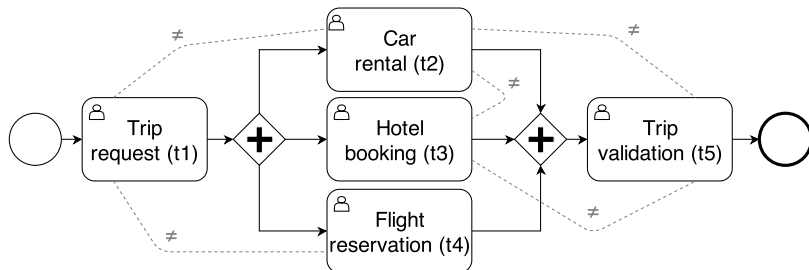 ≠
≠
Car
rental (t2)
≠
Trip
request (t1)
Hotel
booking (t3)
Trip
validation (t5)
≠
≠
Flight
reservation (t4)